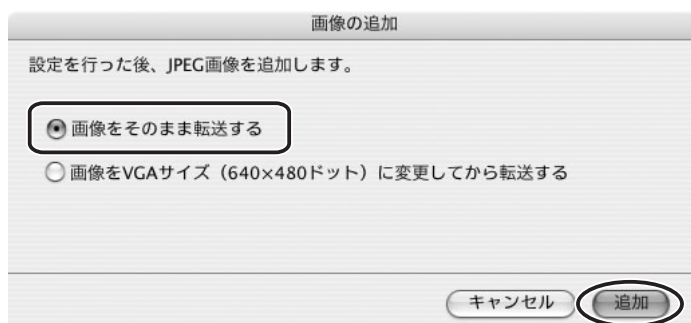 画像の追加
設定を行った後、JPEG画像を追加します。
画像をそのまま転送する
画像をVGAサイズ（640×480ドット）に変更してから転送する
キャンセル
追加